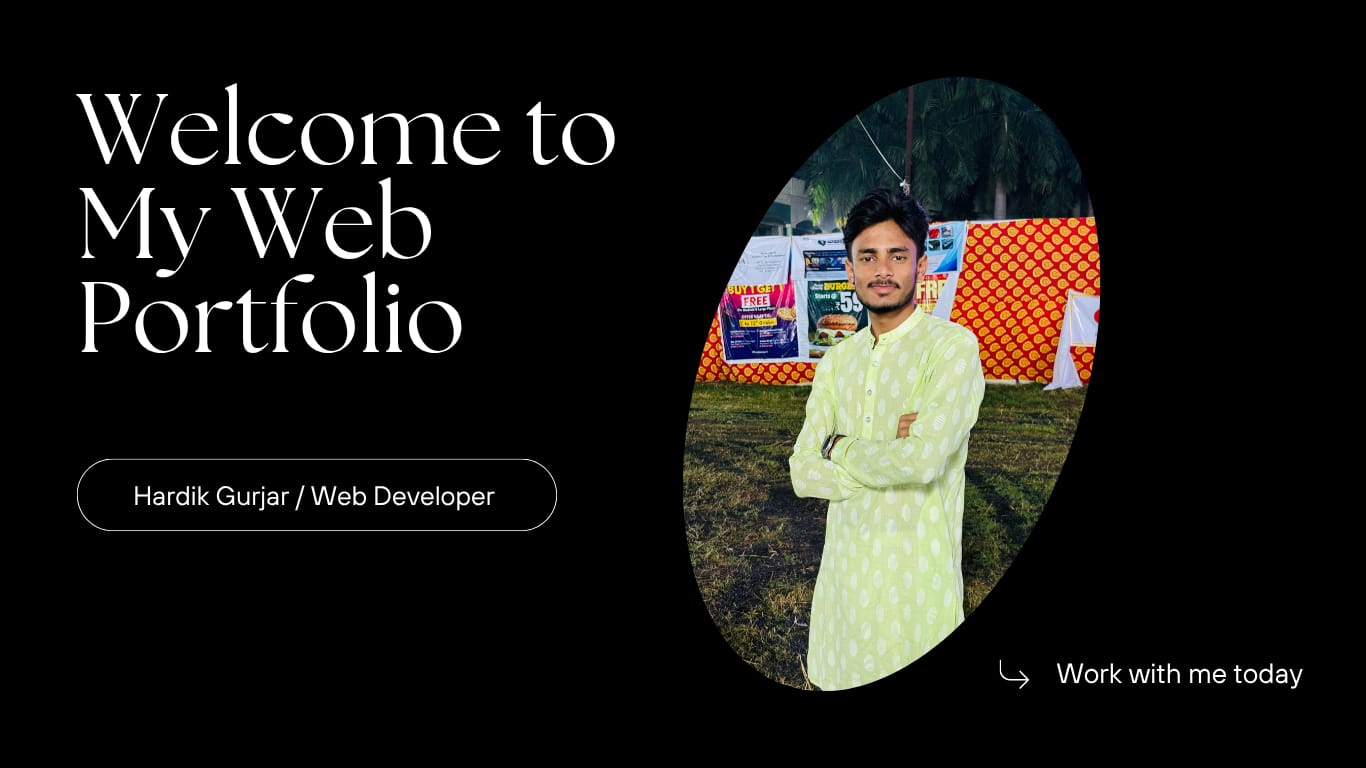 Welcome to
My Web
Portfolio
Hardik Gurjar / Web Developer
BUY 1 GET 1
FREE
BURGER
Starts @
₹59
FRE
Work with me today